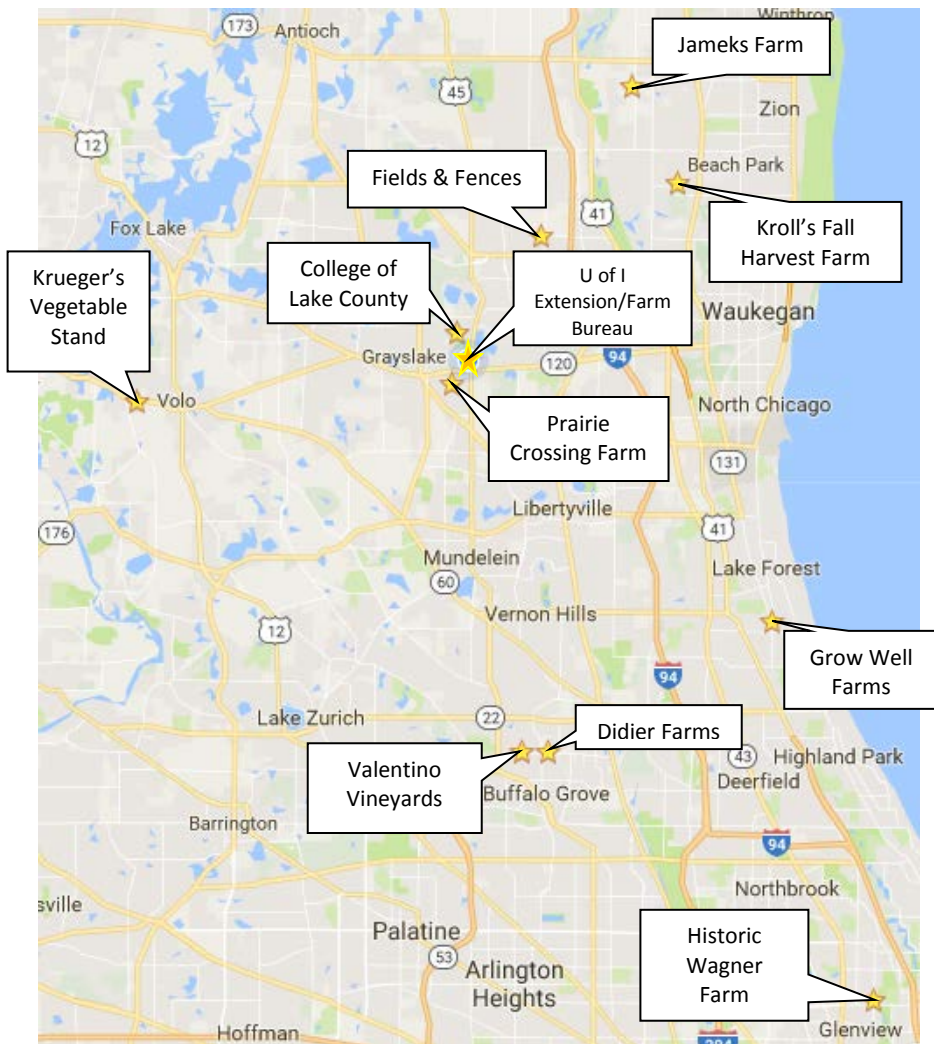 Winthrop
173
Antioch
Jameks Farm
45
Zion
12
Beach Park
Fields & Fences
41
Fox Lake
Kroll’s Fall
Harvest Farm
College of
Lake County
U of I
Extension/Farm
Bureau
Krueger’s
Vegetable
Stand
Waukegan
Grayslake
120
94
Volo
North Chicago
Prairie
Crossing Farm
131
Libertyville
176
41
Mundelein
60
Lake Forest
Vernon Hills
12
Grow Well
Farms
94
Lake Zurich
22
Didier Farms
Valentino
Vineyards
43
Highland Park
Deerfield
Buffalo Grove
Barrington
94
Northbrook
sville
Palatine
53
Historic
Wagner
Farm
Arlington
Heights
Glenview
Hoffman